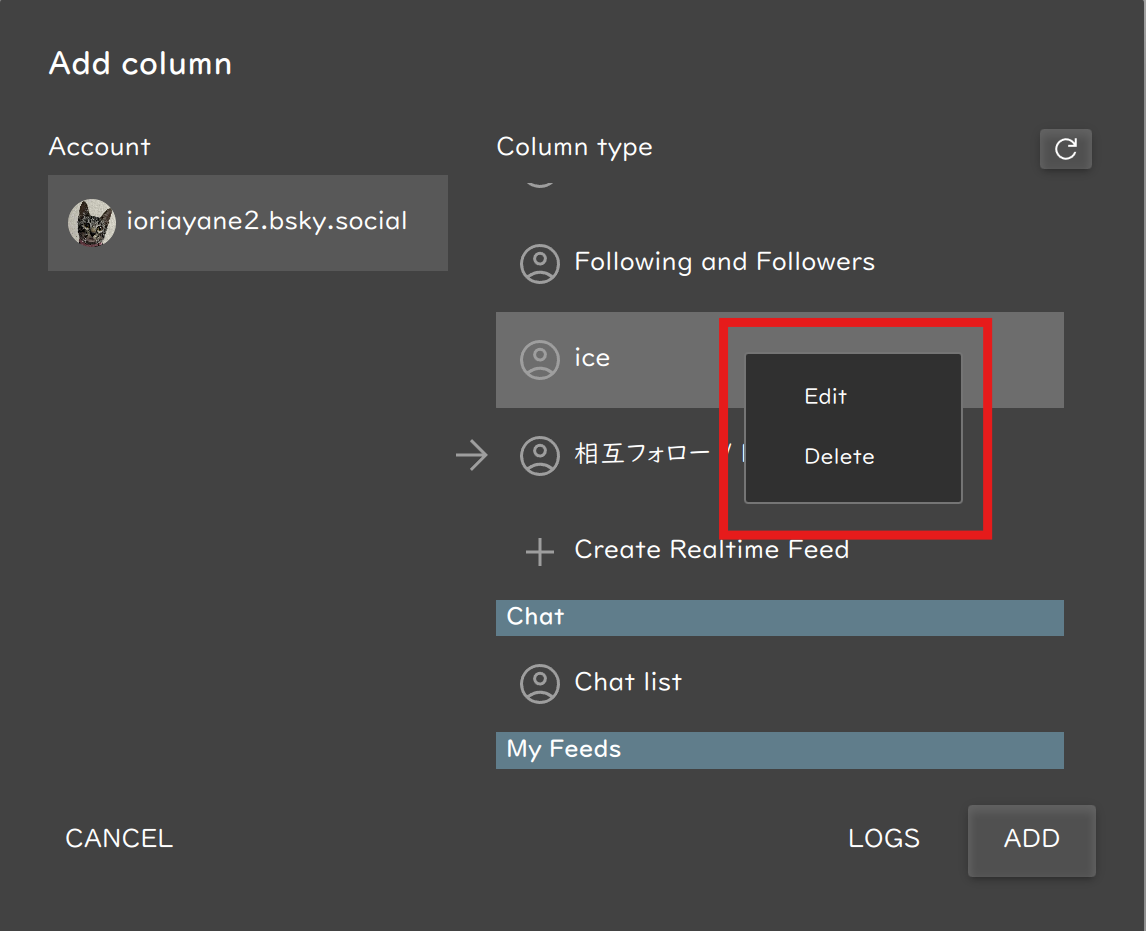 Add column
Account
Column type
ioriayane2.bsky.social
Following and Followers
ice
Edit
相互フォロー /
Delete
Create Realtime Feed
Chat
Chat list
My Feeds
CANCEL
LOGS
ADD